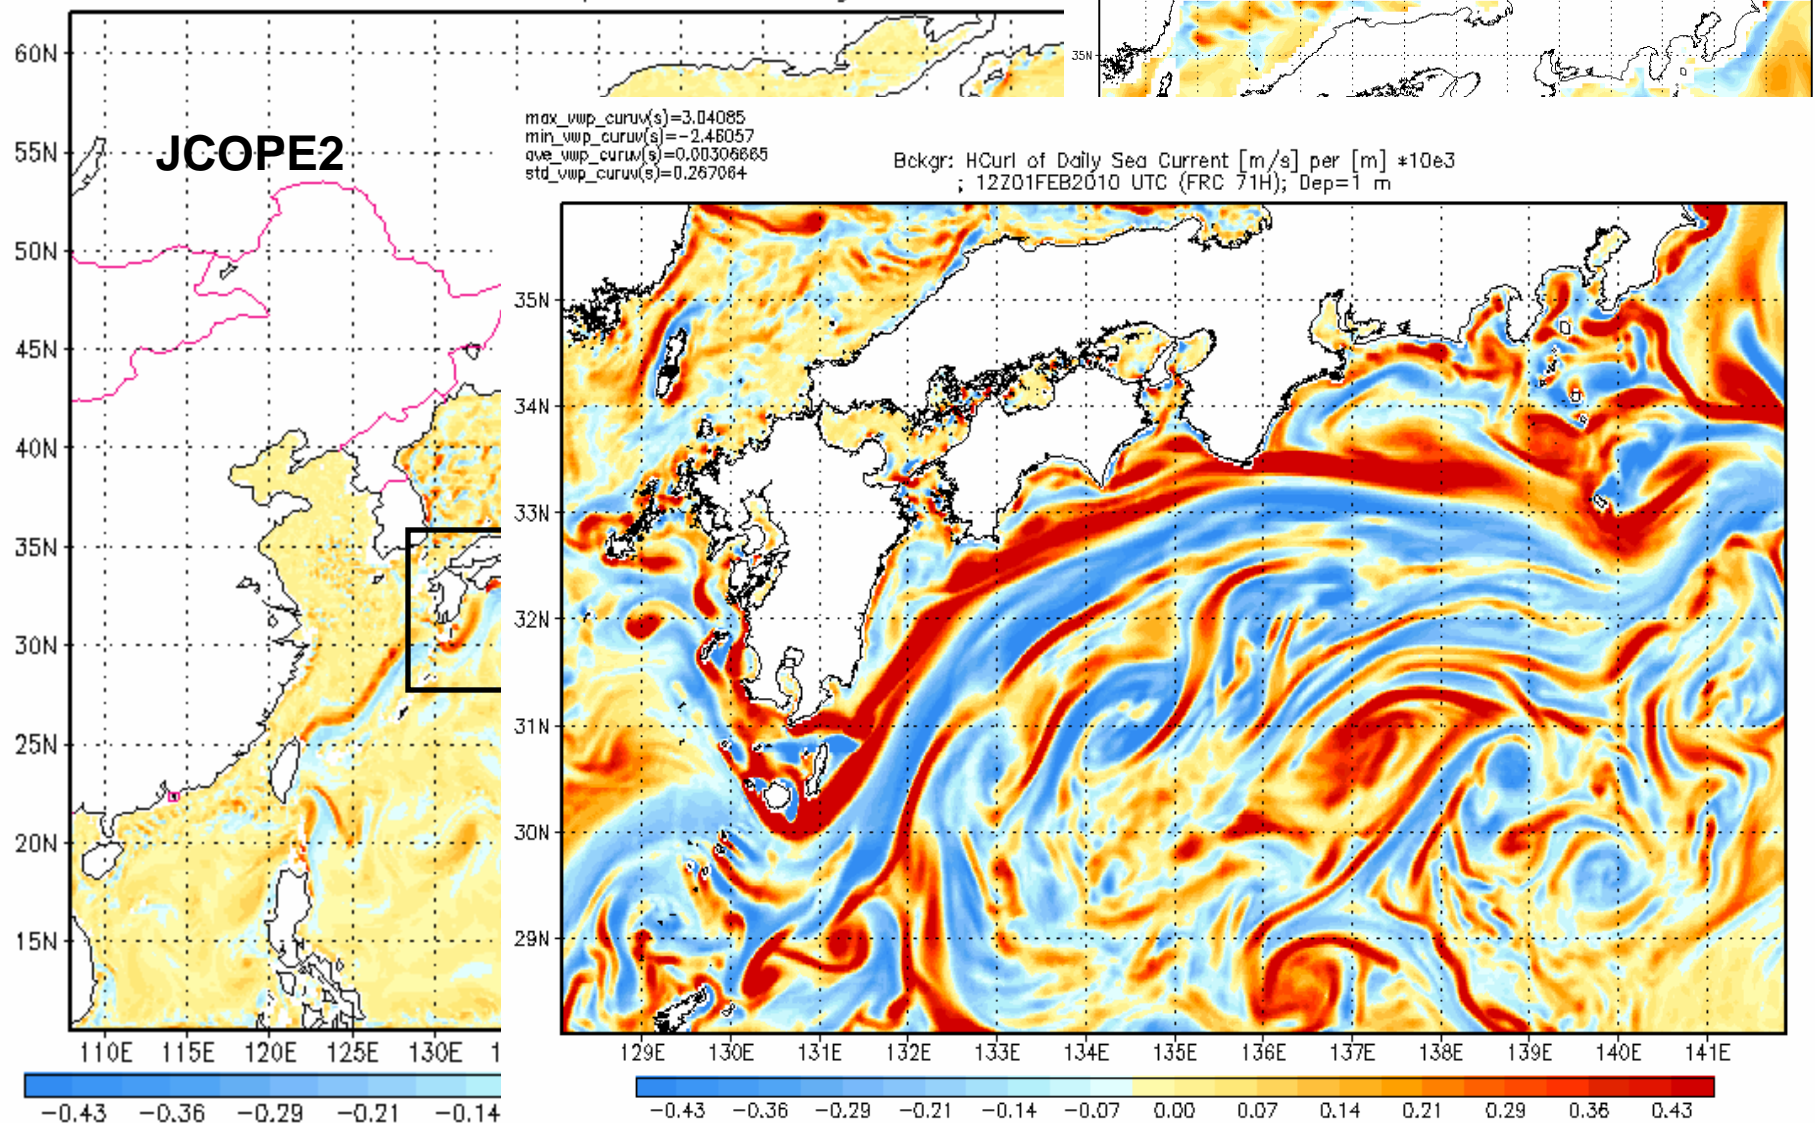 JCOPE2
60N
55N
50N
45N
40N
35N
30N
25N
20N
15N
110E 115E 120E 125E 130E 1
-0.43 -0.36 -0.29 -0.21 -0.14
35N
max_vwp_curuv(s)=3.04085
min_vwp_curuv(s)=-2.46057
ave_vwp_curuv(s)=0.00306665
std_vwp_curuv(s)=0.267064
Bckgr: HCurl of Daily Sea Current [m/s] per [m] *10e3
; 12Z01FEB2010 UTC (FRC 71H); Dep=1 m
35N
34N
33N
32N
31N
30N
29N
129E 130E 131E 132E 133E 134E 135E 136E 137E 138E 139E 140E 141E
-0.43 -0.36 -0.29 -0.21 -0.14 -0.07 0.00 0.07 0.14 0.21 0.29 0.36 0.43